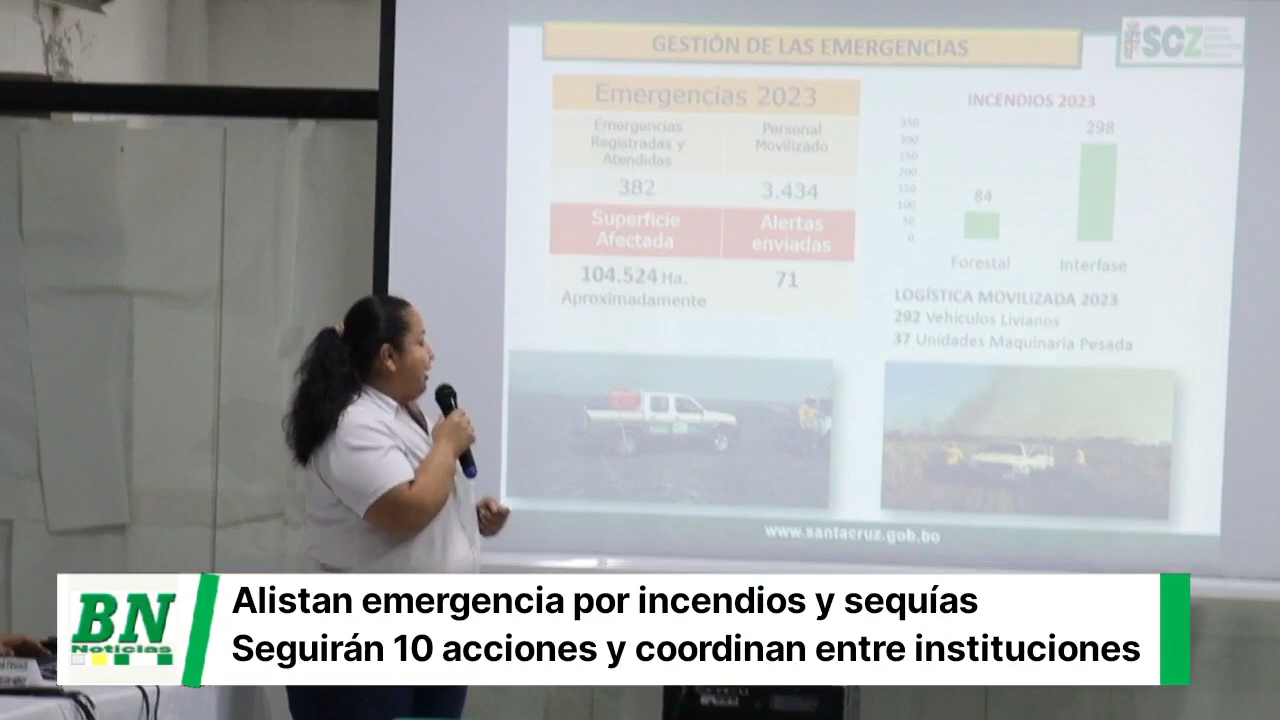 GESTIÓN DE LAS EMERGENCIAS
SCZ
Emergencias 2023
Emergencias
Registradas y
Atendidas
Personal
Movilizado
382
3.434
Superficie
Afectada
Alertas
enviadas
104.524 Ha.
Aproximadamente
71
INCENDIOS 2023
350
300
250
200
150
100
50
0
84
298
Forestal
Interfase
LOGÍSTICA MOVILIZADA 2023
292 Vehículos Livianos
37 Unidades Maquinaria Pesada
www.santacruz.gob.bo
BN
Noticias
Alistan emergencia por incendios y sequías
Seguirán 10 acciones y coordinan entre instituciones